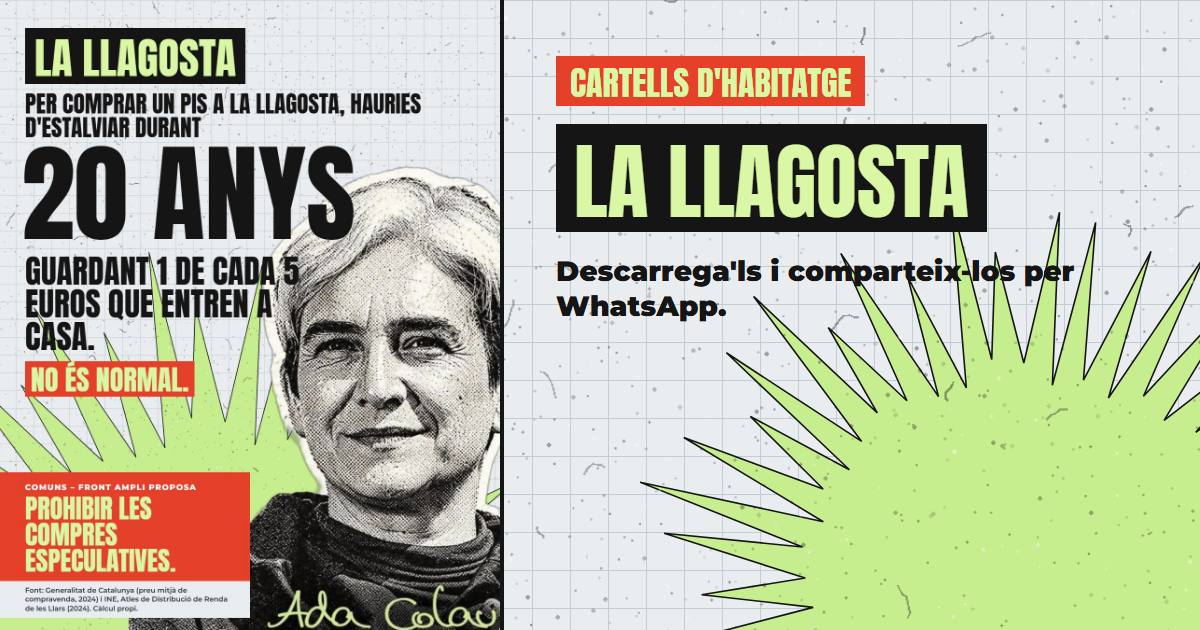 LA LLAGOSTA
PER COMPRAR UN PIS A LA LLAGOSTA, HAURIES
D'ESTALVIAR DURANT
20 ANYS
GUARDANT 1 DE CADA 5
EUROS QUE ENTREN A
CASA.
NO ÉS NORMAL.
COMUNS – FRONT AMPLI PROPOSA
PROHIBIR LES
COMPRES
ESPECULATIVES.
Font: Generalitat de Catalunya (preu mitjà de
compravenda, 2024) i INE, Atles de Distribució de Renda
de les Llars (2024). Càlcul propi.
Ada Colau
CARTELLS D'HABITATGE
LA LLAGOSTA
Descarrega'ls i comparteix-los per
WhatsApp.